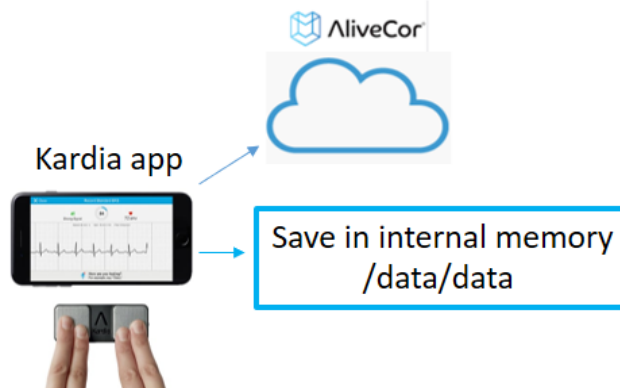 AliveCor
Kardia app
Save in internal memory
/data/data